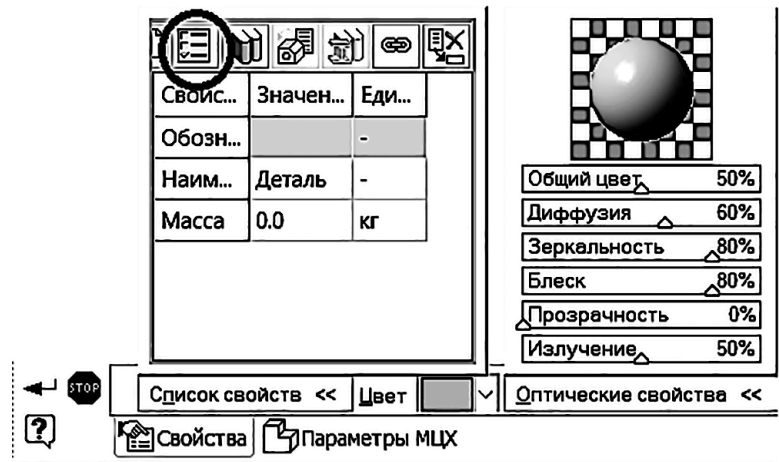 Свойс... Значен... Еди...
Обозн... -
Наим... Деталь -
Масса 0.0 кг
Общий цвет 50%
Диффузия 60%
Зеркальность 80%
Блеск 80%
Прозрачность 0%
Излучение 50%
STOP Список свойств << Цвет Оптические свойства <<
Свойства Параметры МЦХ